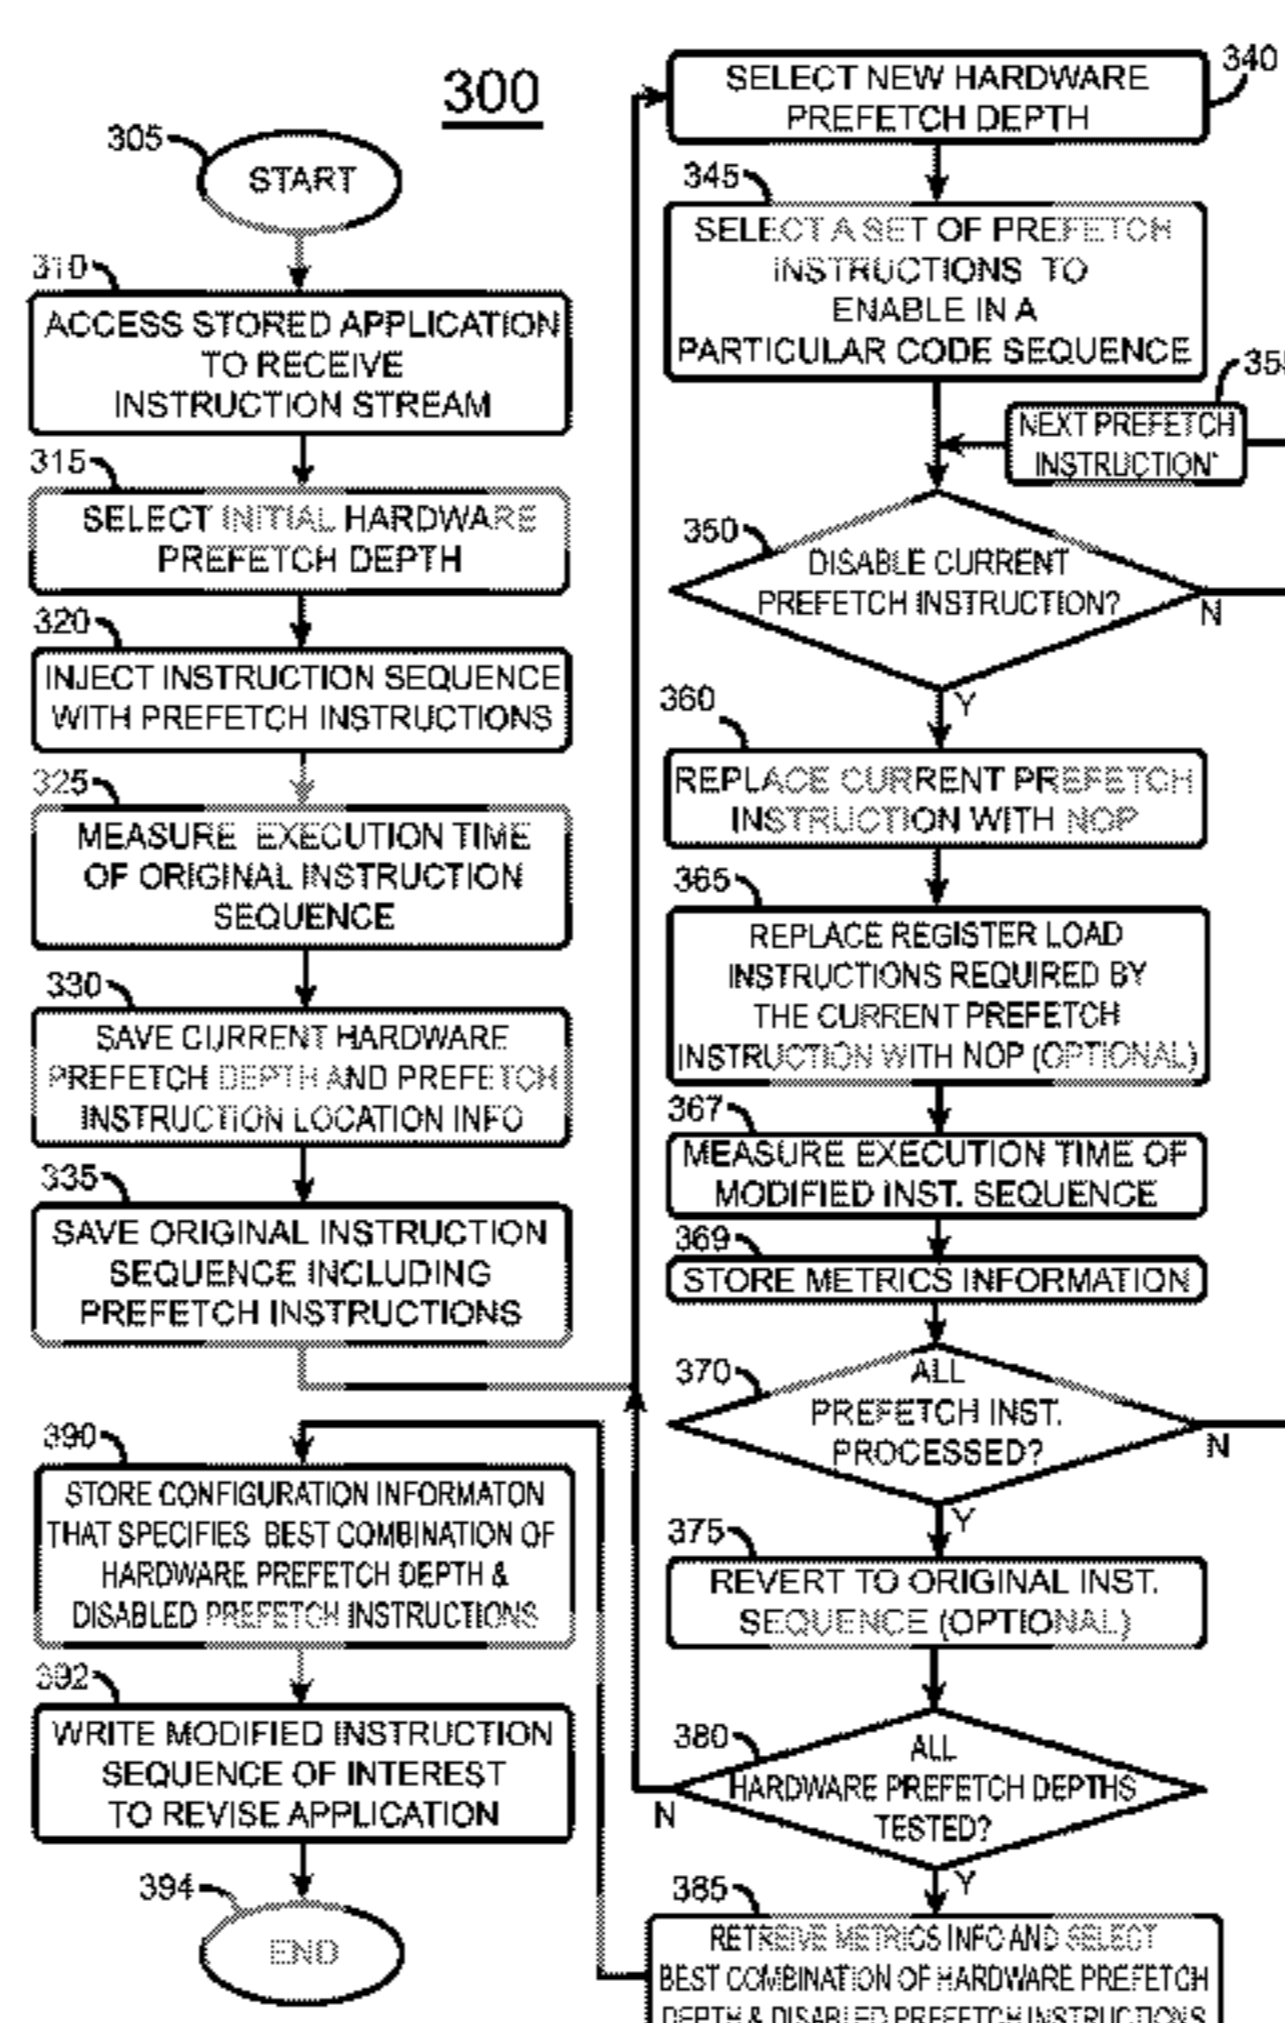 300
305
START
310
ACCESS STORED APPLICATION
TO RECEIVE
INSTRUCTION STREAM
315
SELECT INITIAL HARDWARE
PREFETCH DEPTH
320
INJECT INSTRUCTION SEQUENCE
WITH PREFETCH INSTRUCTIONS
325
MEASURE EXECUTION TIME
OF ORIGINAL INSTRUCTION
SEQUENCE
330
SAVE CURRENT HARDWARE
PREFETCH DEPTH AND PREFETCH
INSTRUCTION LOCATION INFO
335
SAVE ORIGINAL INSTRUCTION
SEQUENCE INCLUDING
PREFETCH INSTRUCTIONS
340
SELECT NEW HARDWARE
PREFETCH DEPTH
345
SELECT A SET OF PREFETCH
INSTRUCTIONS TO
ENABLE IN A
PARTICULAR CODE SEQUENCE
355
NEXT PREFETCH
INSTRUCTION*
350
DISABLE CURRENT
PREFETCH INSTRUCTION?
N
Y
360
REPLACE CURRENT PREFETCH
INSTRUCTION WITH NOP
365
REPLACE REGISTER LOAD
INSTRUCTIONS REQUIRED BY
THE CURRENT PREFETCH
INSTRUCTION WITH NOP (OPTIONAL)
367
MEASURE EXECUTION TIME OF
MODIFIED INST. SEQUENCE
369
STORE METRICS INFORMATION
370
ALL
PREFETCH INST.
PROCESSED?
N
Y
375
REVERT TO ORIGINAL INST.
SEQUENCE (OPTIONAL)
380
ALL
HARDWARE PREFETCH DEPTHS
TESTED?
N
Y
385
RETREIVE METRICS INFO AND SELECT
BEST COMBINATION OF HARDWARE PREFETCH
DEPTH & DISABLED PREFETCH INSTRUCTIONS
390
STORE CONFIGURATION INFORMATON
THAT SPECIFIES BEST COMBINATION OF
HARDWARE PREFETCH DEPTH &
DISABLED PREFETCH INSTRUCTIONS
392
WRITE MODIFIED INSTRUCTION
SEQUENCE OF INTEREST
TO REVISE APPLICATION
394
END